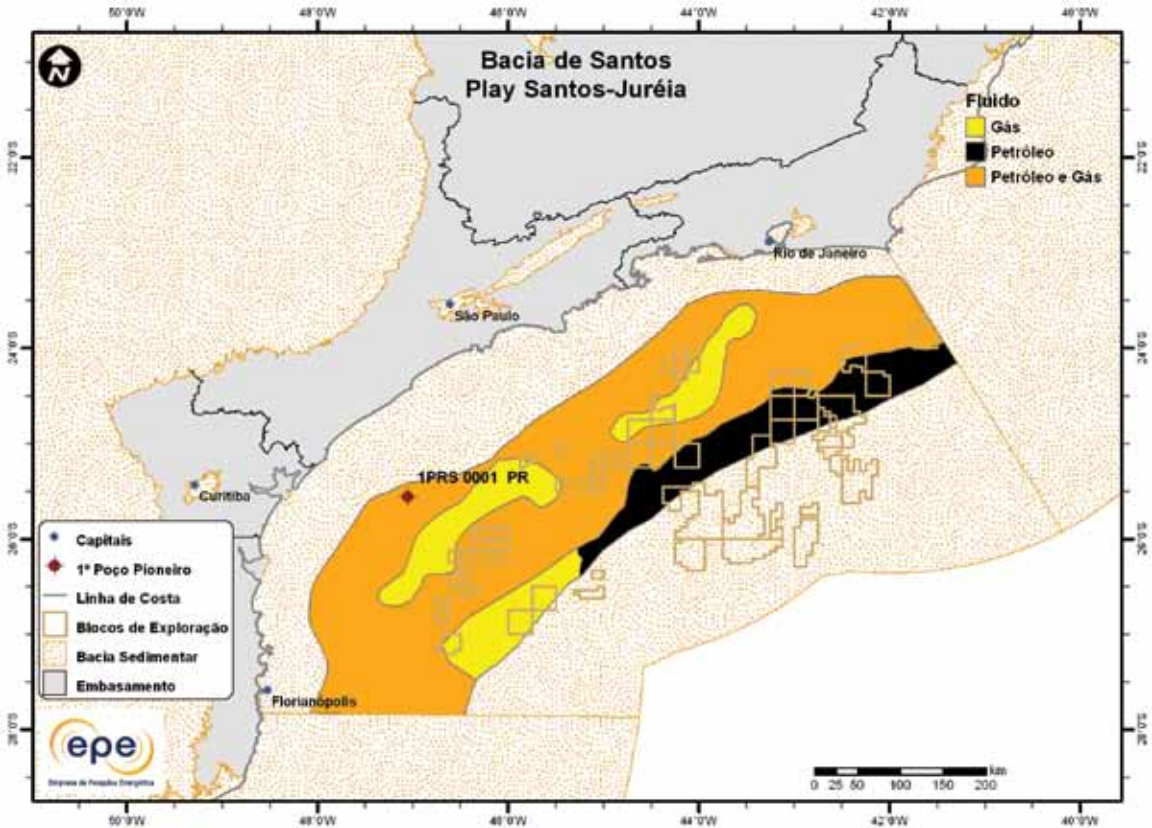 50°0'W 48°0'W 46°0'W 44°0'W 42°0'W 40°0'W
Bacia de Santos
Play Santos-Juréia
N
Fluido
Gás
Petróleo
Petróleo e Gás
22°0'S 22°0'S
Rio de Janeiro
São Paulo
24°0'S 24°0'S
1PRS 0001 PR
Curitiba
26°0'S 26°0'S
Capitais
1º Poço Pioneiro
Linha de Costa
Blocos de Exploração
Bacia Sedimentar
Embasamento
Florianópolis
28°0'S 28°0'S
epe
Empresa de Pesquisa Energética
km
0 25 50 100 150 200
50°0'W 48°0'W 46°0'W 44°0'W 42°0'W 40°0'W